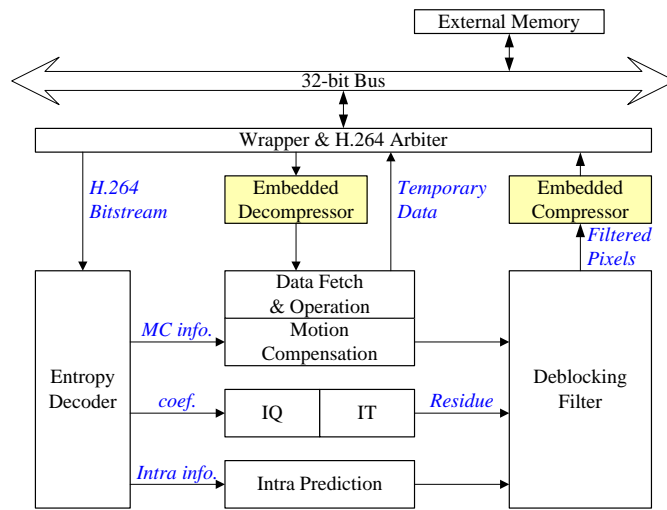 External Memory
32-bit Bus
Wrapper & H.264 Arbiter
H.264
Bitstream
Embedded
Decompressor
Temporary
Data
Embedded
Compressor
Filtered
Pixels
Data Fetch
& Operation
MC info.
Motion
Compensation
Entropy
Decoder
Deblocking
Filter
coef.
IQ
IT
Residue
Intra info.
Intra Prediction